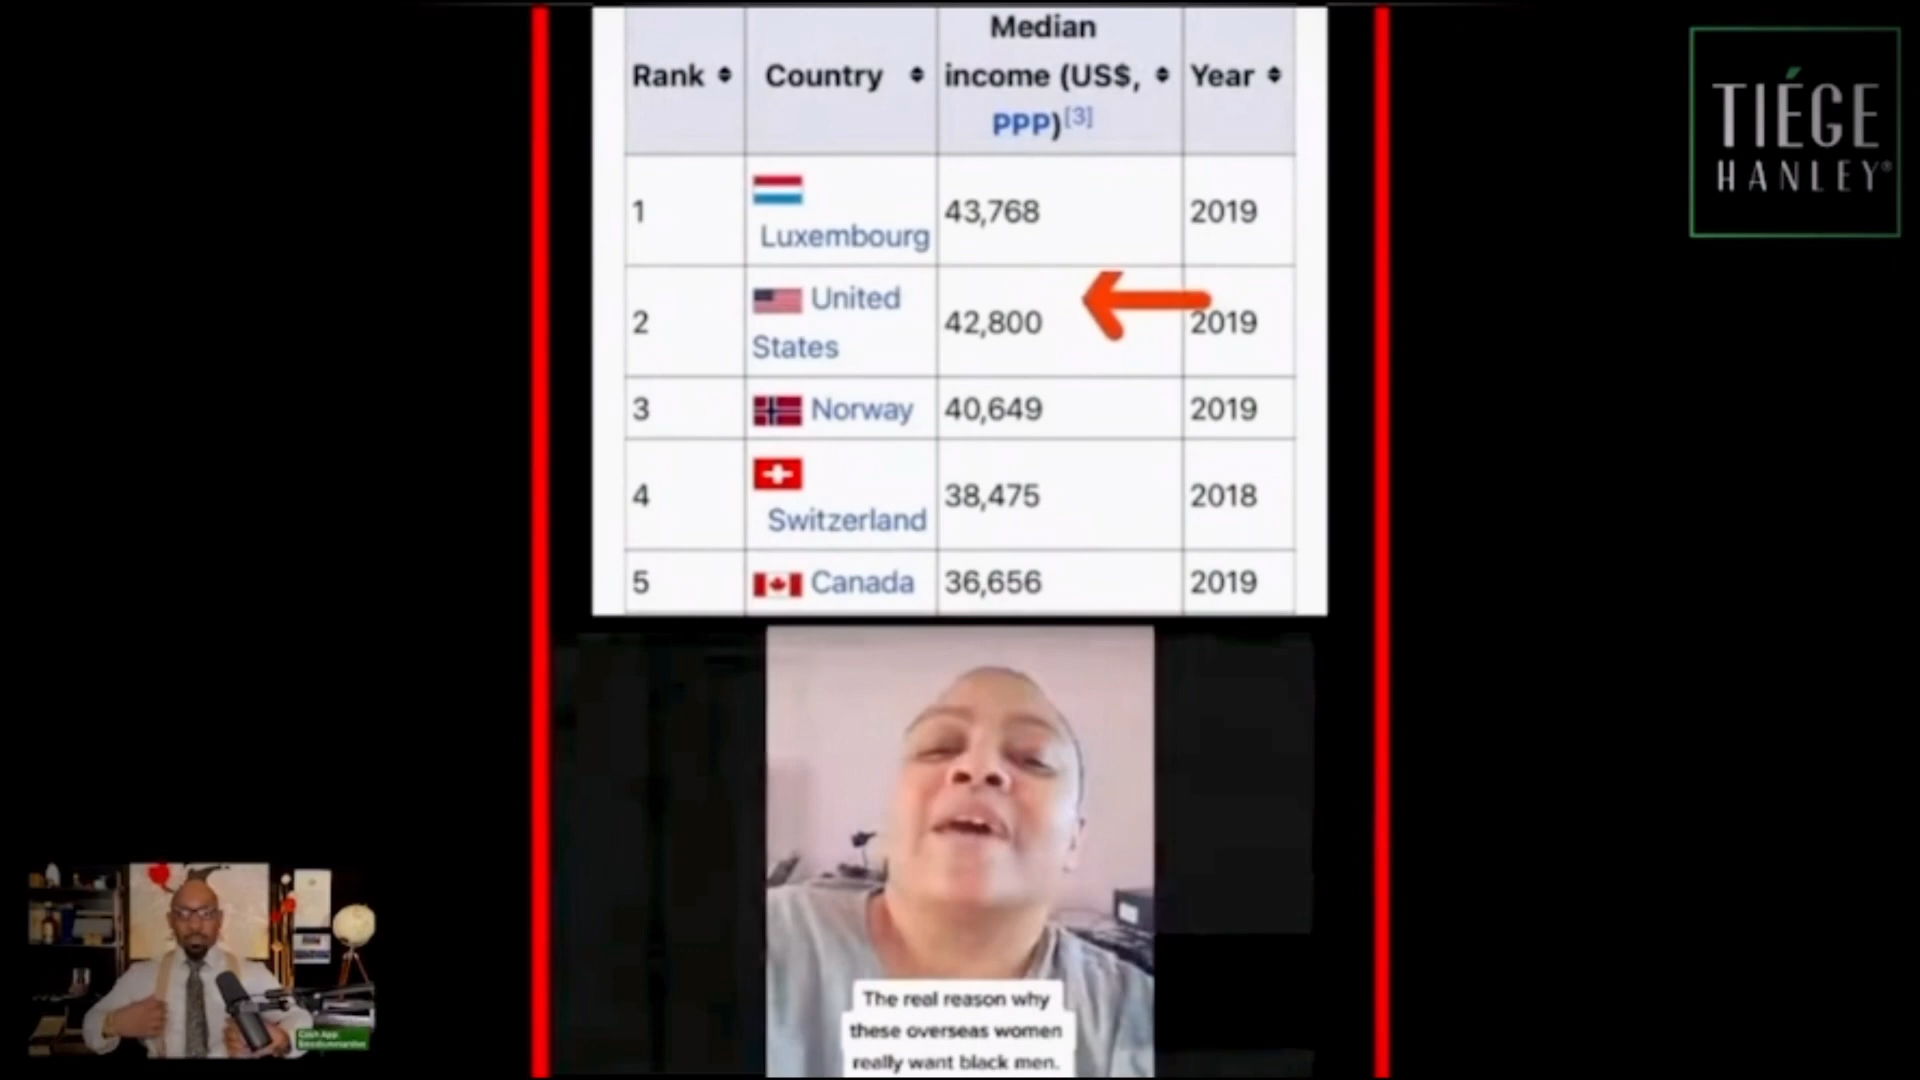 Rank
Country
Median
income (US$,
PPP)[3]
Year
1
Luxembourg
43,768
2019
2
United
States
42,800
2019
3
Norway
40,649
2019
4
Switzerland
38,475
2018
5
Canada
36,656
2019
TIÉGE
HANLEY®
The real reason why
these overseas women
really want black men.
Cash App